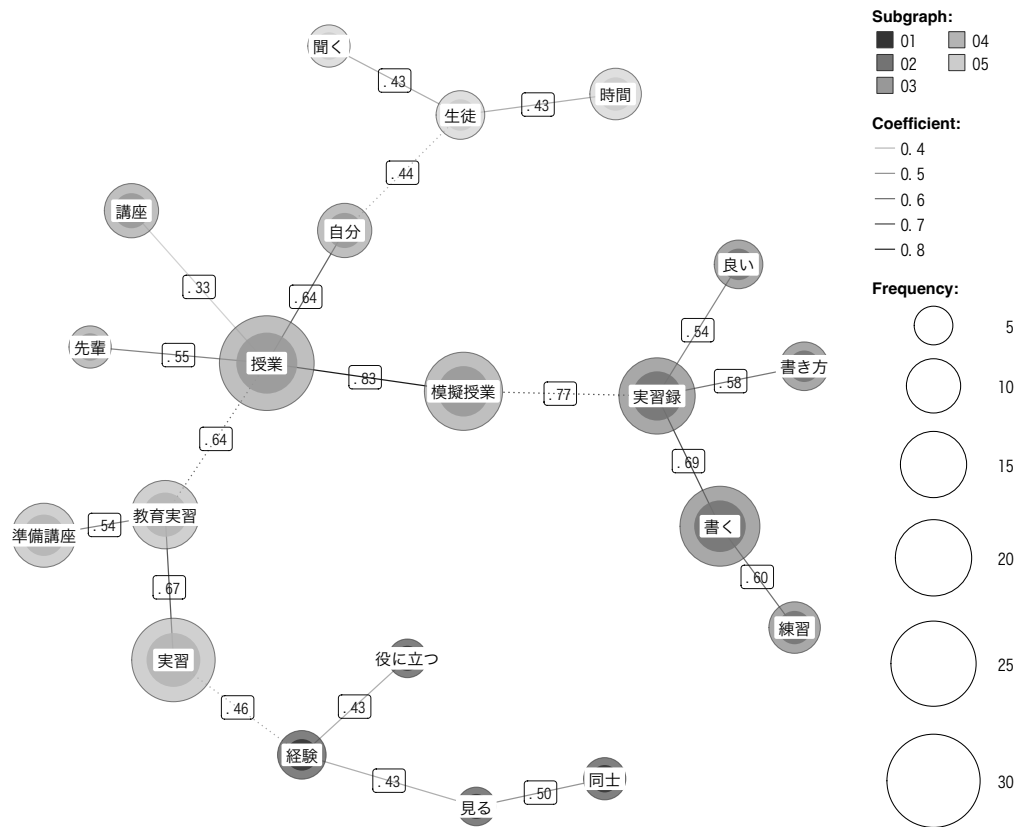 Subgraph:
01 04
02 05
03
Coefficient:
0.4
0.5
0.6
0.7
0.8
Frequency:
5
10
15
20
25
30
聞く
.43
時間
.43
生徒
.44
講座
自分
良い
.33
.64
.54
先輩
.55
授業
.83
模擬授業
.77
実習録
.58
書き方
.64
.69
準備講座
.54
教育実習
書く
.67
.60
練習
実習
役に立つ
.46
.43
経験
.43
見る
.50
同士